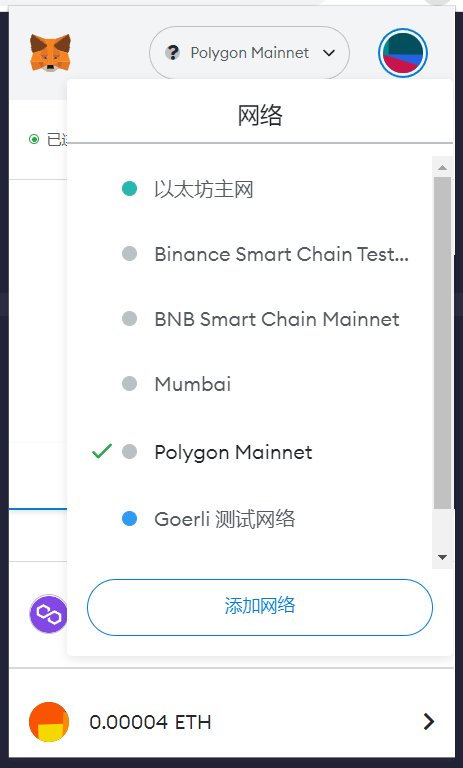 Polygon Mainnet
网络
已
以太坊主网
Binance Smart Chain Test...
BNB Smart Chain Mainnet
Mumbai
Polygon Mainnet
Goerli 测试网络
添加网络
0.00004 ETH